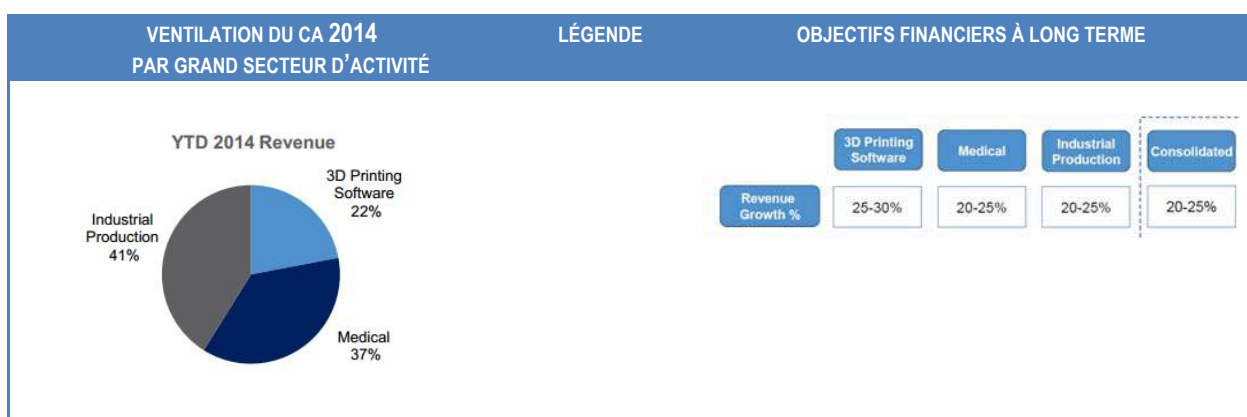 VENTILATION DU CA 2014
PAR GRAND SECTEUR D'ACTIVITÉ
LÉGENDE
OBJECTIFS FINANCIERS À LONG TERME
YTD 2014 Revenue
3D Printing
Software
22%
Industrial
Production
41%
Medical
37%
3D Printing
Software
Medical
Industrial
Production
Consolidated
Revenue
Growth %
25-30%
20-25%
20-25%
20-25%